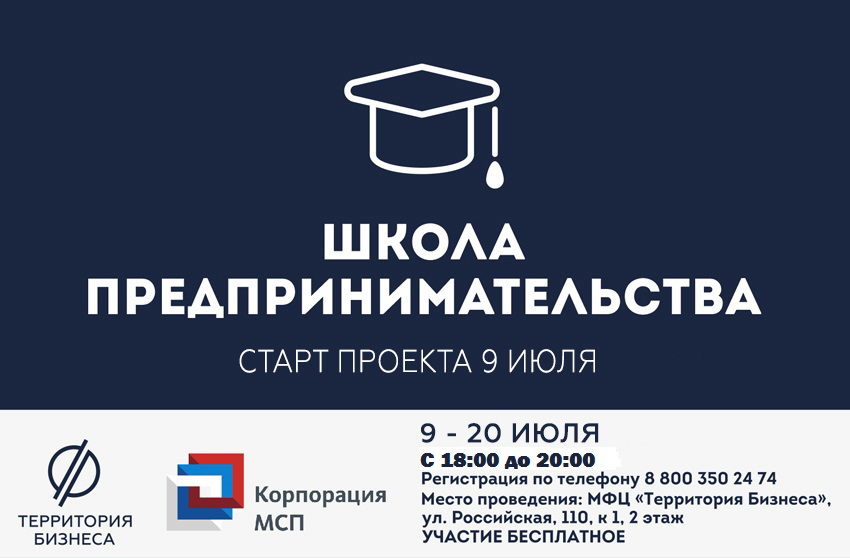 ШКОЛА
ПРЕДПРИНИМАТЕЛЬСТВА
СТАРТ ПРОЕКТА 9 ИЮЛЯ
ТЕРРИТОРИЯ
БИЗНЕСА
Корпорация
МСП
9 - 20 ИЮЛЯ
С 18:00 до 20:00
Регистрация по телефону 8 800 350 24 74
Место проведения: МФЦ «Территория Бизнеса»,
ул. Российская, 110, к 1, 2 этаж
УЧАСТИЕ БЕСПЛАТНОЕ